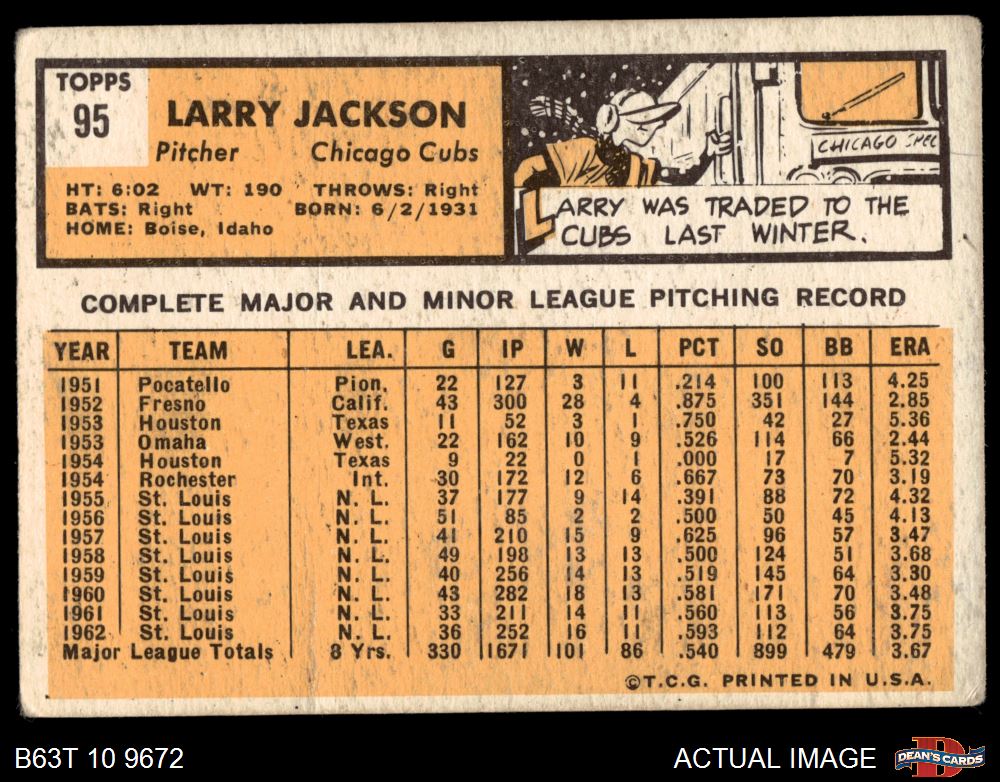 TOPPS
95
LARRY JACKSON
Pitcher Chicago Cubs
HT: 6:02 WT: 190 THROWS: Right
BATS: Right BORN: 6/2/1931
HOME: Boise, Idaho
CHICAGO SPEC
LARRY WAS TRADED TO THE
CUBS LAST WINTER.
COMPLETE MAJOR AND MINOR LEAGUE PITCHING RECORD
YEAR TEAM LEA. G IP W L PCT SO BB ERA
1951 Pocatello Pion. 22 127 3 11 .214 100 113 4.25
1952 Fresno Calif. 43 300 28 4 .875 351 144 2.85
1953 Houston Texas 11 52 3 1 .750 42 27 5.36
1953 Omaha West. 22 162 10 9 .526 114 66 2.44
1954 Houston Texas 9 22 0 1 .000 17 7 5.32
1954 Rochester Int. 30 172 12 6 .667 73 70 3.19
1955 St. Louis N. L. 37 177 9 14 .391 88 72 4.32
1956 St. Louis N. L. 51 85 2 2 .500 50 45 4.13
1957 St. Louis N. L. 41 210 15 9 .625 96 57 3.47
1958 St. Louis N. L. 49 198 13 13 .500 124 51 3.68
1959 St. Louis N. L. 40 256 14 13 .519 145 64 3.30
1960 St. Louis N. L. 43 282 18 13 .581 171 70 3.48
1961 St. Louis N. L. 33 211 14 11 .560 113 56 3.75
1962 St. Louis N. L. 36 252 16 11 .593 112 64 3.75
Major League Totals 8 Yrs. 330 1671 101 86 .540 899 479 3.67
©T.C.G. PRINTED IN U.S.A.
B63T 10 9672 ACTUAL IMAGE D DEAN'S CARDS